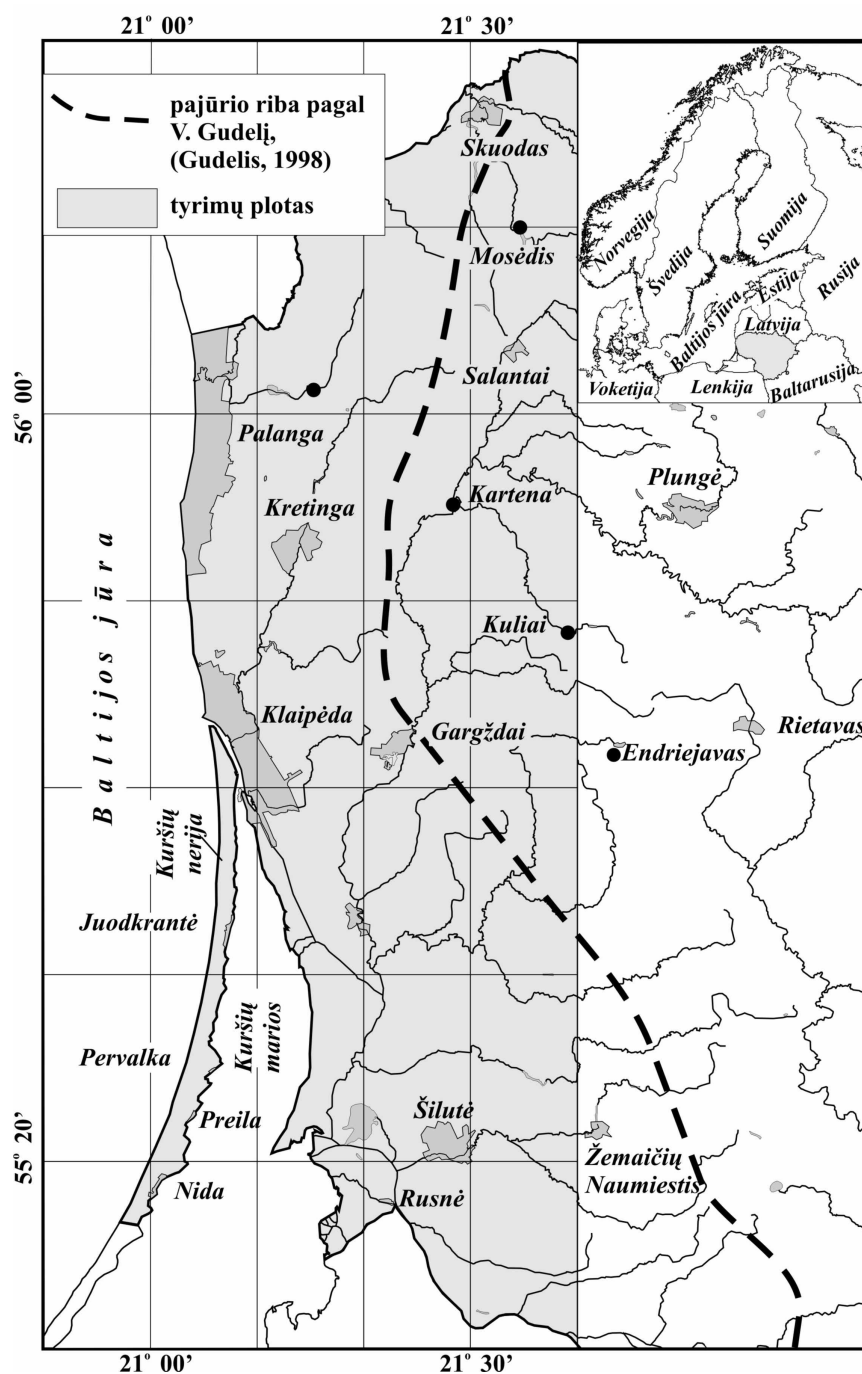 21° 00’
21° 30’
pajūrio riba pagal
V. Gudelį,
(Gudelis, 1998)
tyrimų plotas
Skuodas
Mosėdis
Salantai
Norvegija
Švedija
Suomija
Rusija
Estija
Baltijos jūra
Latvija
Voketija
Lenkija
Baltarusija
56° 00’
Palanga
Kretinga
Kartena
Plungė
Kuliai
Baltijos jūra
Klaipėda
Gargždai
Rietavas
Endriejavas
Kuršių
nerija
Juodkrantė
Kuršių
marios
Pervalka
Preila
Šilutė
Žemaičių
Naumiestis
55° 20’
Nida
Rusnė
21° 00’
21° 30’